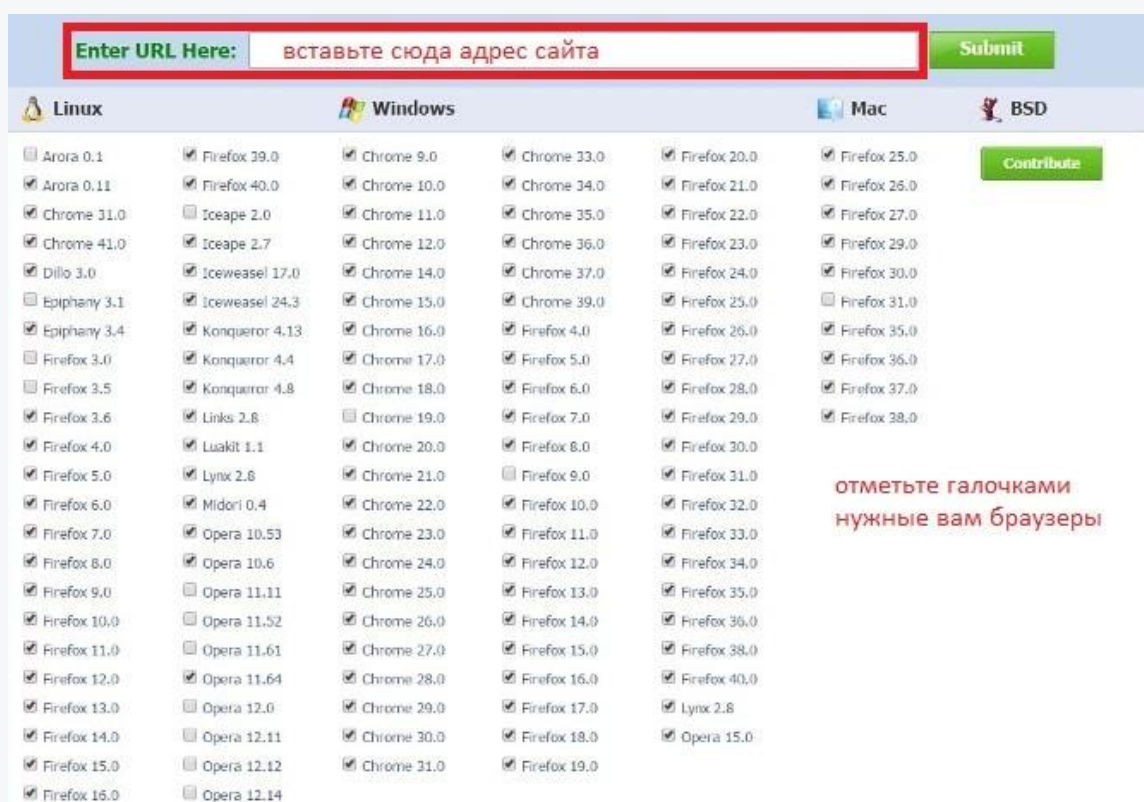 Enter URL Here: вставьте сюда адрес сайта Submit
Linux Windows Mac BSD
Arora 0.1 Firefox 39.0 Chrome 9.0 Chrome 33.0 Firefox 20.0 Firefox 25.0 Contribute
Arora 0.11 Firefox 40.0 Chrome 10.0 Chrome 34.0 Firefox 21.0 Firefox 26.0
Chrome 31.0 Iceape 2.0 Chrome 11.0 Chrome 35.0 Firefox 22.0 Firefox 27.0
Chrome 41.0 Iceape 2.7 Chrome 12.0 Chrome 36.0 Firefox 23.0 Firefox 29.0
Dillo 3.0 Iceweasel 17.0 Chrome 14.0 Chrome 37.0 Firefox 24.0 Firefox 30.0
Epiphany 3.1 Iceweasel 24.3 Chrome 15.0 Chrome 39.0 Firefox 25.0 Firefox 31.0
Epiphany 3.4 Konqueror 4.13 Chrome 16.0 Firefox 4.0 Firefox 26.0 Firefox 35.0
Firefox 3.0 Konqueror 4.4 Chrome 17.0 Firefox 5.0 Firefox 27.0 Firefox 36.0
Firefox 3.5 Konqueror 4.8 Chrome 18.0 Firefox 6.0 Firefox 28.0 Firefox 37.0
Firefox 3.6 Links 2.8 Chrome 19.0 Firefox 7.0 Firefox 29.0 Firefox 38.0
Firefox 4.0 Luakit 1.1 Chrome 20.0 Firefox 8.0 Firefox 30.0
Firefox 5.0 Lynx 2.8 Chrome 21.0 Firefox 9.0 Firefox 31.0 отметьте галочками
Firefox 6.0 Midori 0.4 Chrome 22.0 Firefox 10.0 Firefox 32.0 нужные вам браузеры
Firefox 7.0 Opera 10.53 Chrome 23.0 Firefox 11.0 Firefox 33.0
Firefox 8.0 Opera 10.6 Chrome 24.0 Firefox 12.0 Firefox 34.0
Firefox 9.0 Opera 11.11 Chrome 25.0 Firefox 13.0 Firefox 35.0
Firefox 10.0 Opera 11.52 Chrome 26.0 Firefox 14.0 Firefox 36.0
Firefox 11.0 Opera 11.61 Chrome 27.0 Firefox 15.0 Firefox 38.0
Firefox 12.0 Opera 11.64 Chrome 28.0 Firefox 16.0 Firefox 40.0
Firefox 13.0 Opera 12.0 Chrome 29.0 Firefox 17.0 Lynx 2.8
Firefox 14.0 Opera 12.11 Chrome 30.0 Firefox 18.0 Opera 15.0
Firefox 15.0 Opera 12.12 Chrome 31.0 Firefox 19.0
Firefox 16.0 Opera 12.14